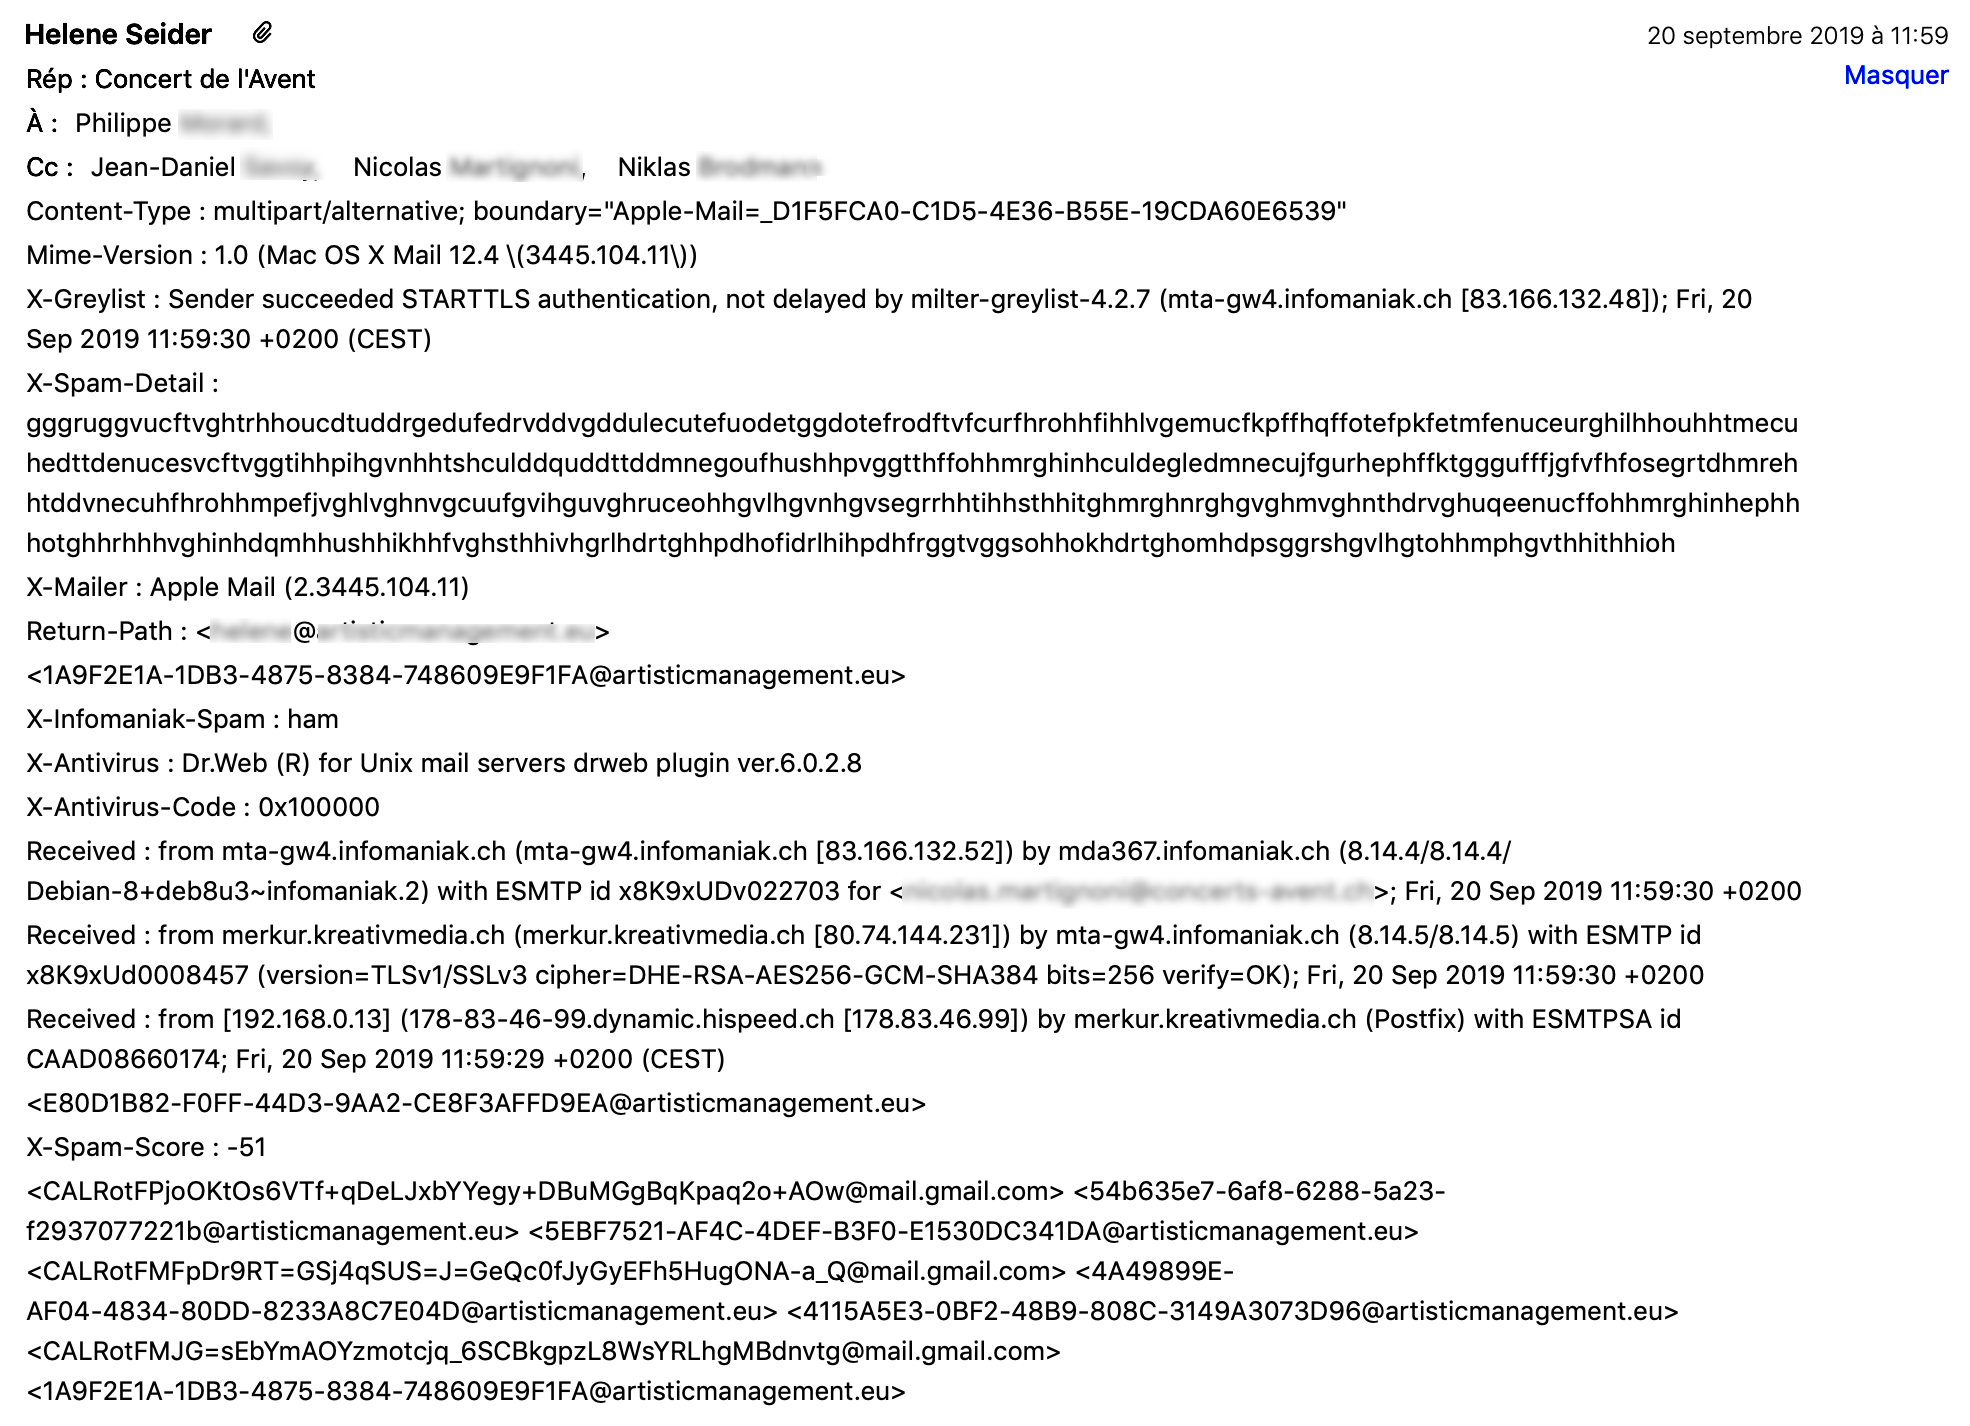 Helene Seider
20 septembre 2019 à 11:59
Rép : Concert de l'Avent
Masquer
À : Philippe
Cc : Jean-Daniel Nicolas , Niklas
Content-Type : multipart/alternative; boundary="Apple-Mail=_D1F5FCA0-C1D5-4E36-B55E-19CDA60E6539"
Mime-Version : 1.0 (Mac OS X Mail 12.4 \(3445.104.11\))
X-Greylist : Sender succeeded STARTTLS authentication, not delayed by milter-greylist-4.2.7 (mta-gw4.infomaniak.ch [83.166.132.48]); Fri, 20
Sep 2019 11:59:30 +0200 (CEST)
X-Spam-Detail :
gggruggvucftvghtrhhoucdtuddrgedufedrvddvgddulecutefuodetggdotefrodftvfcurfhrohhfihhlvgemucfkpffhqffotefpkfetmfenuceurghilhhouhhtmecu
hedttdenucesvcftvggtihhpihgvnhhtshculddquddttddmnegoufhushhpvggtthffohhmrghinhculdegledmnecujfgurhephffktgggufffjgfvfhfosegrtdhmreh
htddvnecuhfhrohhmpefjvghlvghnvgcuufgvihguvghruceohhgvlhgvnhgvsegrrhhtihhsthhitghmrghnrghgvghmvghnthdrvghuqeenucffohhmrghinhephh
hotghhrhhhvghinhdqmhhushhikhhfvghsthhivhgrlhdrtghhpdhofidrlhihpdhfrggtvggsohhokhdrtghomhdpsggrshgvlhgtohhmphgvthhithhioh
X-Mailer : Apple Mail (2.3445.104.11)
Return-Path : < @ >
<1A9F2E1A-1DB3-4875-8384-748609E9F1FA@artisticmanagement.eu>
X-Infomaniak-Spam : ham
X-Antivirus : Dr.Web (R) for Unix mail servers drweb plugin ver.6.0.2.8
X-Antivirus-Code : 0x100000
Received : from mta-gw4.infomaniak.ch (mta-gw4.infomaniak.ch [83.166.132.52]) by mda367.infomaniak.ch (8.14.4/8.14.4/
Debian-8+deb8u3~infomaniak.2) with ESMTP id x8K9xUDv022703 for < >; Fri, 20 Sep 2019 11:59:30 +0200
Received : from merkur.kreativmedia.ch (merkur.kreativmedia.ch [80.74.144.231]) by mta-gw4.infomaniak.ch (8.14.5/8.14.5) with ESMTP id
x8K9xUd0008457 (version=TLSv1/SSLv3 cipher=DHE-RSA-AES256-GCM-SHA384 bits=256 verify=OK); Fri, 20 Sep 2019 11:59:30 +0200
Received : from [192.168.0.13] (178-83-46-99.dynamic.hispeed.ch [178.83.46.99]) by merkur.kreativmedia.ch (Postfix) with ESMTPSA id
CAAD08660174; Fri, 20 Sep 2019 11:59:29 +0200 (CEST)
<E80D1B82-F0FF-44D3-9AA2-CE8F3AFFD9EA@artisticmanagement.eu>
X-Spam-Score : -51
<CALRotFPjoOKtOs6VTf+qDeLJxbYYegy+DBuMGgBqKpaq2o+AOw@mail.gmail.com> <54b635e7-6af8-6288-5a23-
f2937077221b@artisticmanagement.eu> <5EBF7521-AF4C-4DEF-B3F0-E1530DC341DA@artisticmanagement.eu>
<CALRotFMFpDr9RT=GSj4qSUS=J=GeQc0fJyGyEFh5HugONA-a_Q@mail.gmail.com> <4A49899E-
AF04-4834-80DD-8233A8C7E04D@artisticmanagement.eu> <4115A5E3-0BF2-48B9-808C-3149A3073D96@artisticmanagement.eu>
<CALRotFMJG=sEbYmAOYzmotcjq_6SCBkgpzL8WsYRLhgMBdnvtg@mail.gmail.com>
<1A9F2E1A-1DB3-4875-8384-748609E9F1FA@artisticmanagement.eu>